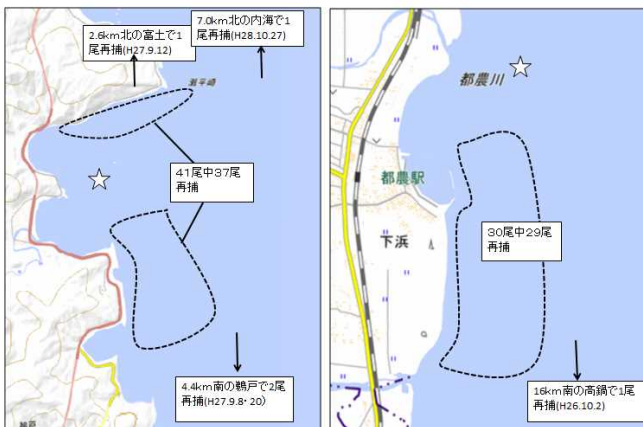 2.6km北の富土で1
尾再捕(H27.9.12)
7.0km北の内海で1
尾再捕(H28.10.27)
瀬平崎
41尾中37尾
再捕
4.4km南の鵜戸で2尾
再捕(H27.9.8・20)
都農川
都農駅
下浜
30尾中29尾
再捕
16km南の高鍋で1尾
再捕(H26.10.2)